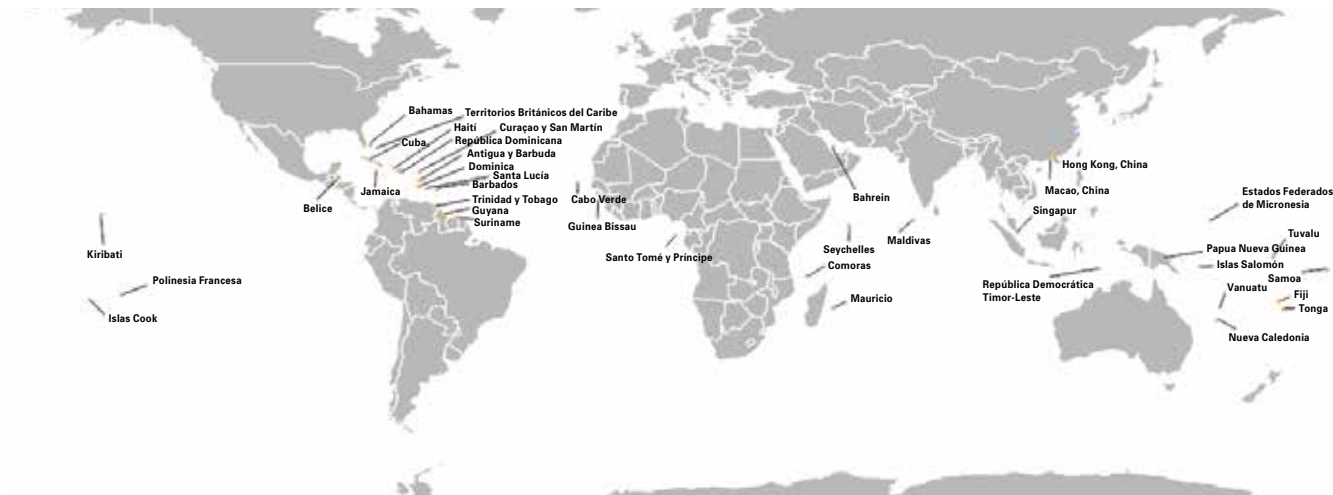 Bahamas
Territorios Británicos del Caribe
Haití
Curaçao y San Martín
Cuba
República Dominicana
Antigua y Barbuda
Dominica
Santa Lucía
Barbados
Jamaica
Belice
Trinidad y Tobago
Guyana
Suriname
Kiribati
Polinesia Francesa
Islas Cook
Cabo Verde
Guinea Bissau
Santo Tomé y Príncipe
Bahrein
Seychelles
Maldivas
Comoras
Mauricio
Hong Kong, China
Macao, China
Singapur
República Democrática
Timor-Leste
Estados Federados
de Micronesia
Tuvalu
Papua Nueva Guinea
Islas Salomón
Samoa
Vanuatu
Fiji
Tonga
Nueva Caledonia